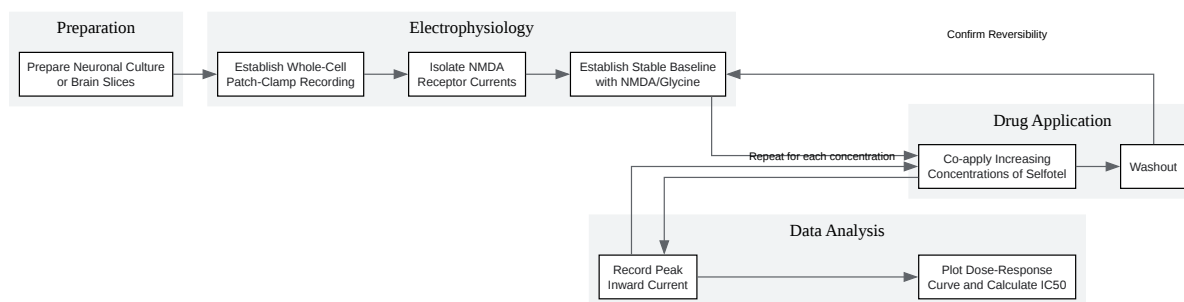 Preparation
Prepare Neuronal Culture
or Brain Slices
Electrophysiology
Establish Whole-Cell
Patch-Clamp Recording
Isolate NMDA
Receptor Currents
Establish Stable Baseline
with NMDA/Glycine
Confirm Reversibility
Drug Application
Co-apply Increasing
Concentrations of Selfotel
Washout
Repeat for each concentration
Data Analysis
Record Peak
Inward Current
Plot Dose-Response
Curve and Calculate IC50